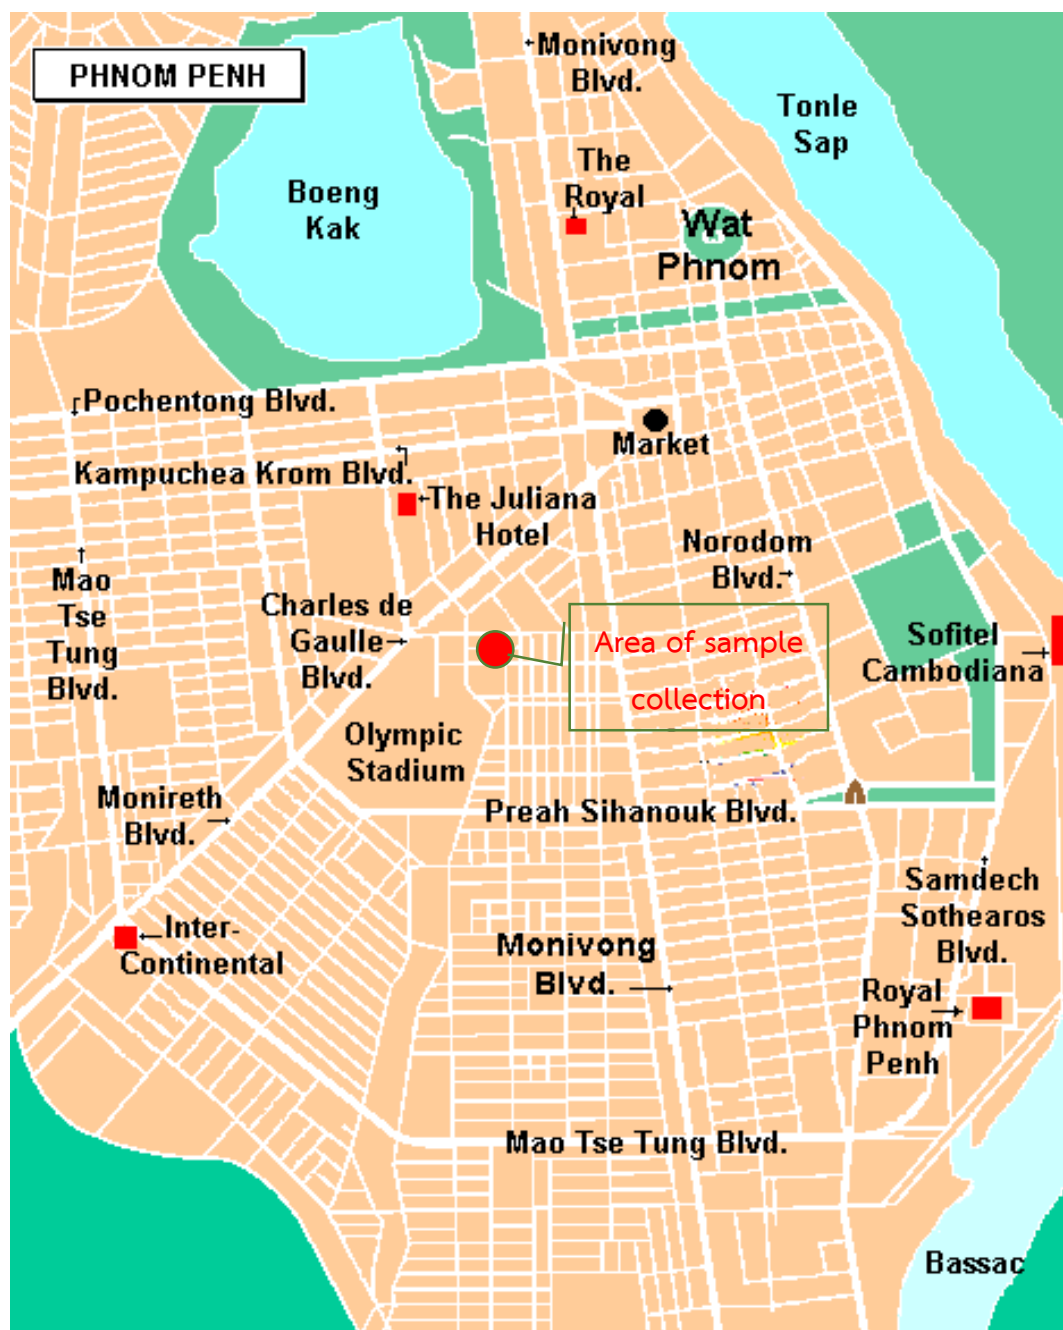 PHNOM PENH
Monivong
Blvd.
Tonle
Sap
The
Royal
Boeng
Kak
Wat
Phnom
Pochentong Blvd.
Market
Kampuchea Krom Blvd.
The Juliana
Hotel
Norodom
Blvd.
Mao
Tse
Tung
Blvd.
Charles de
Gaulle
Blvd.
Area of sample
collection
Sofitel
Cambodiana
Olympic
Stadium
Monireth
Blvd.
Preah Sihanouk Blvd.
Samdech
Sothearos
Blvd.
Inter-
Continental
Monivong
Blvd.
Royal
Phnom
Penh
Mao Tse Tung Blvd.
Bassac